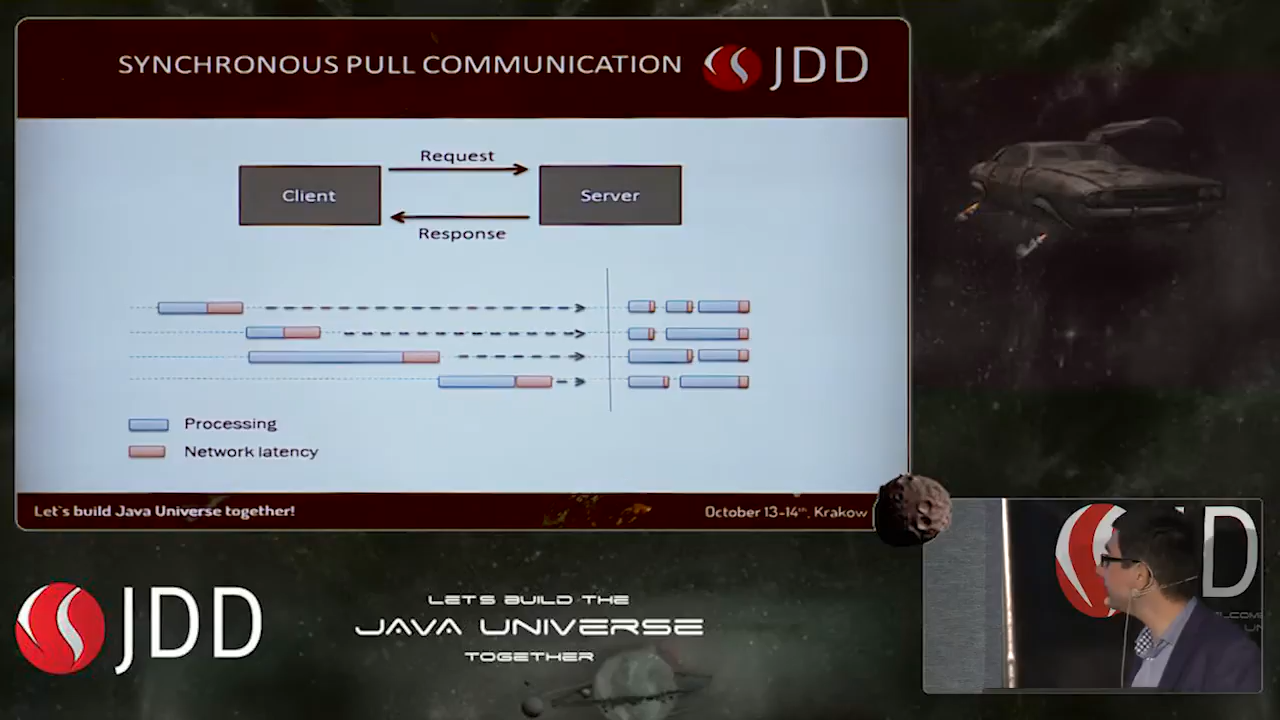 SYNCHRONOUS PULL COMMUNICATION
JDD
Request
Client
Server
Response
Processing
Network latency
Let's build Java Universe together!
October 13-14th, Krakow
JDD
LET'S BUILD THE
JAVA UNIVERSE
TOGETHER
D